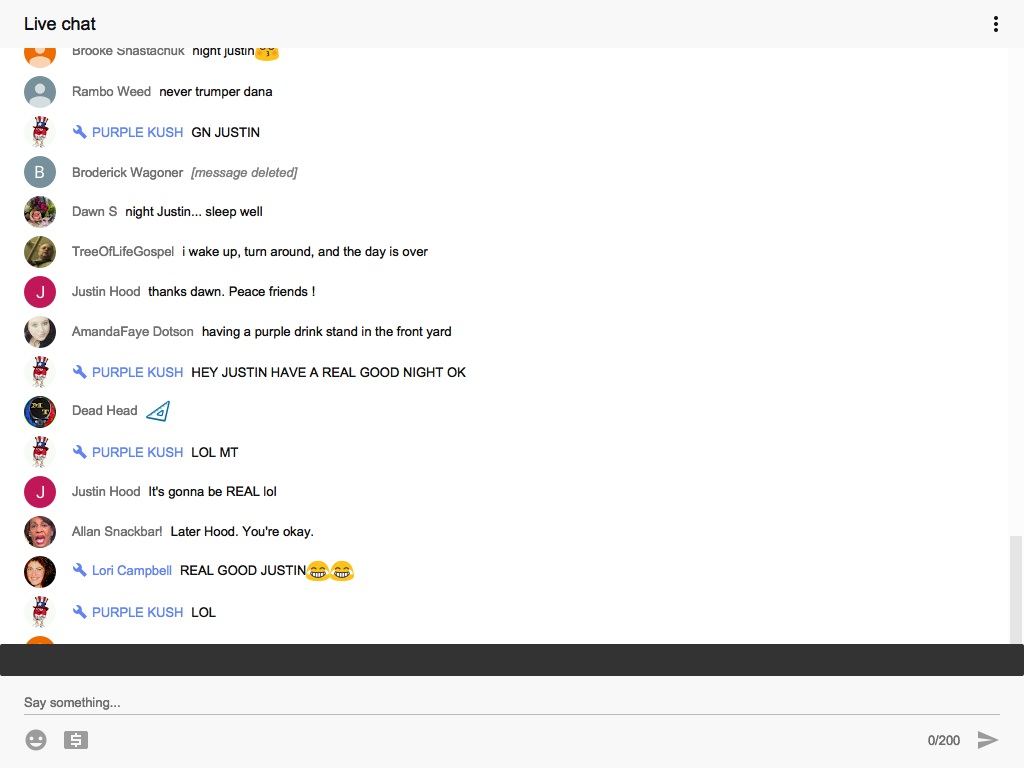 Live chat
Brooke Shastachuk night justin😚
Rambo Weed never trumper dana
PURPLE KUSH GN JUSTIN
B Broderick Wagoner [message deleted]
Dawn S night Justin... sleep well
TreeOfLifeGospel i wake up, turn around, and the day is over
J Justin Hood thanks dawn. Peace friends !
AmandaFaye Dotson having a purple drink stand in the front yard
PURPLE KUSH HEY JUSTIN HAVE A REAL GOOD NIGHT OK
Dead Head 📐
PURPLE KUSH LOL MT
J Justin Hood It's gonna be REAL lol
Allan Snackbar! Later Hood. You're okay.
Lori Campbell REAL GOOD JUSTIN😂😂
PURPLE KUSH LOL
Say something...
0/200